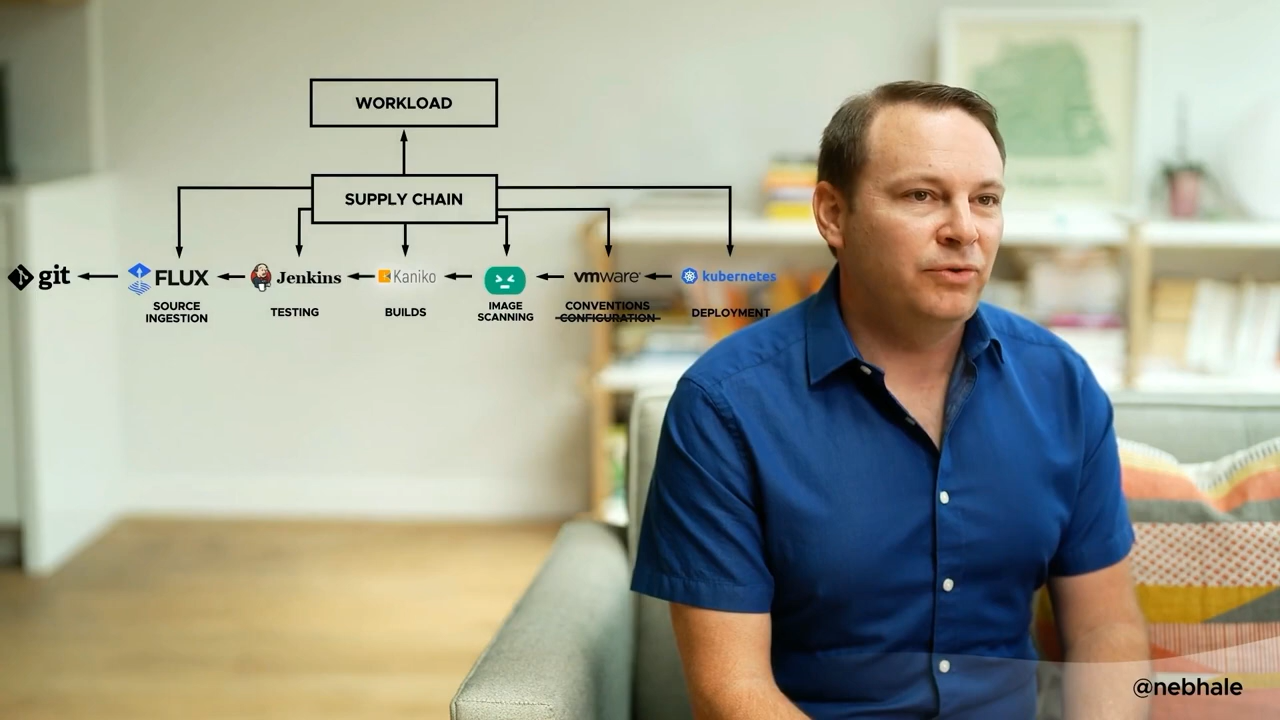 WORKLOAD
SUPPLY CHAIN
git
FLUX
Jenkins
Kaniko
vmware
kubernetes
SOURCE
INGESTION
TESTING
BUILDS
IMAGE
SCANNING
CONVENTIONS
CONFIGURATION
DEPLOYMENT
@nebhale